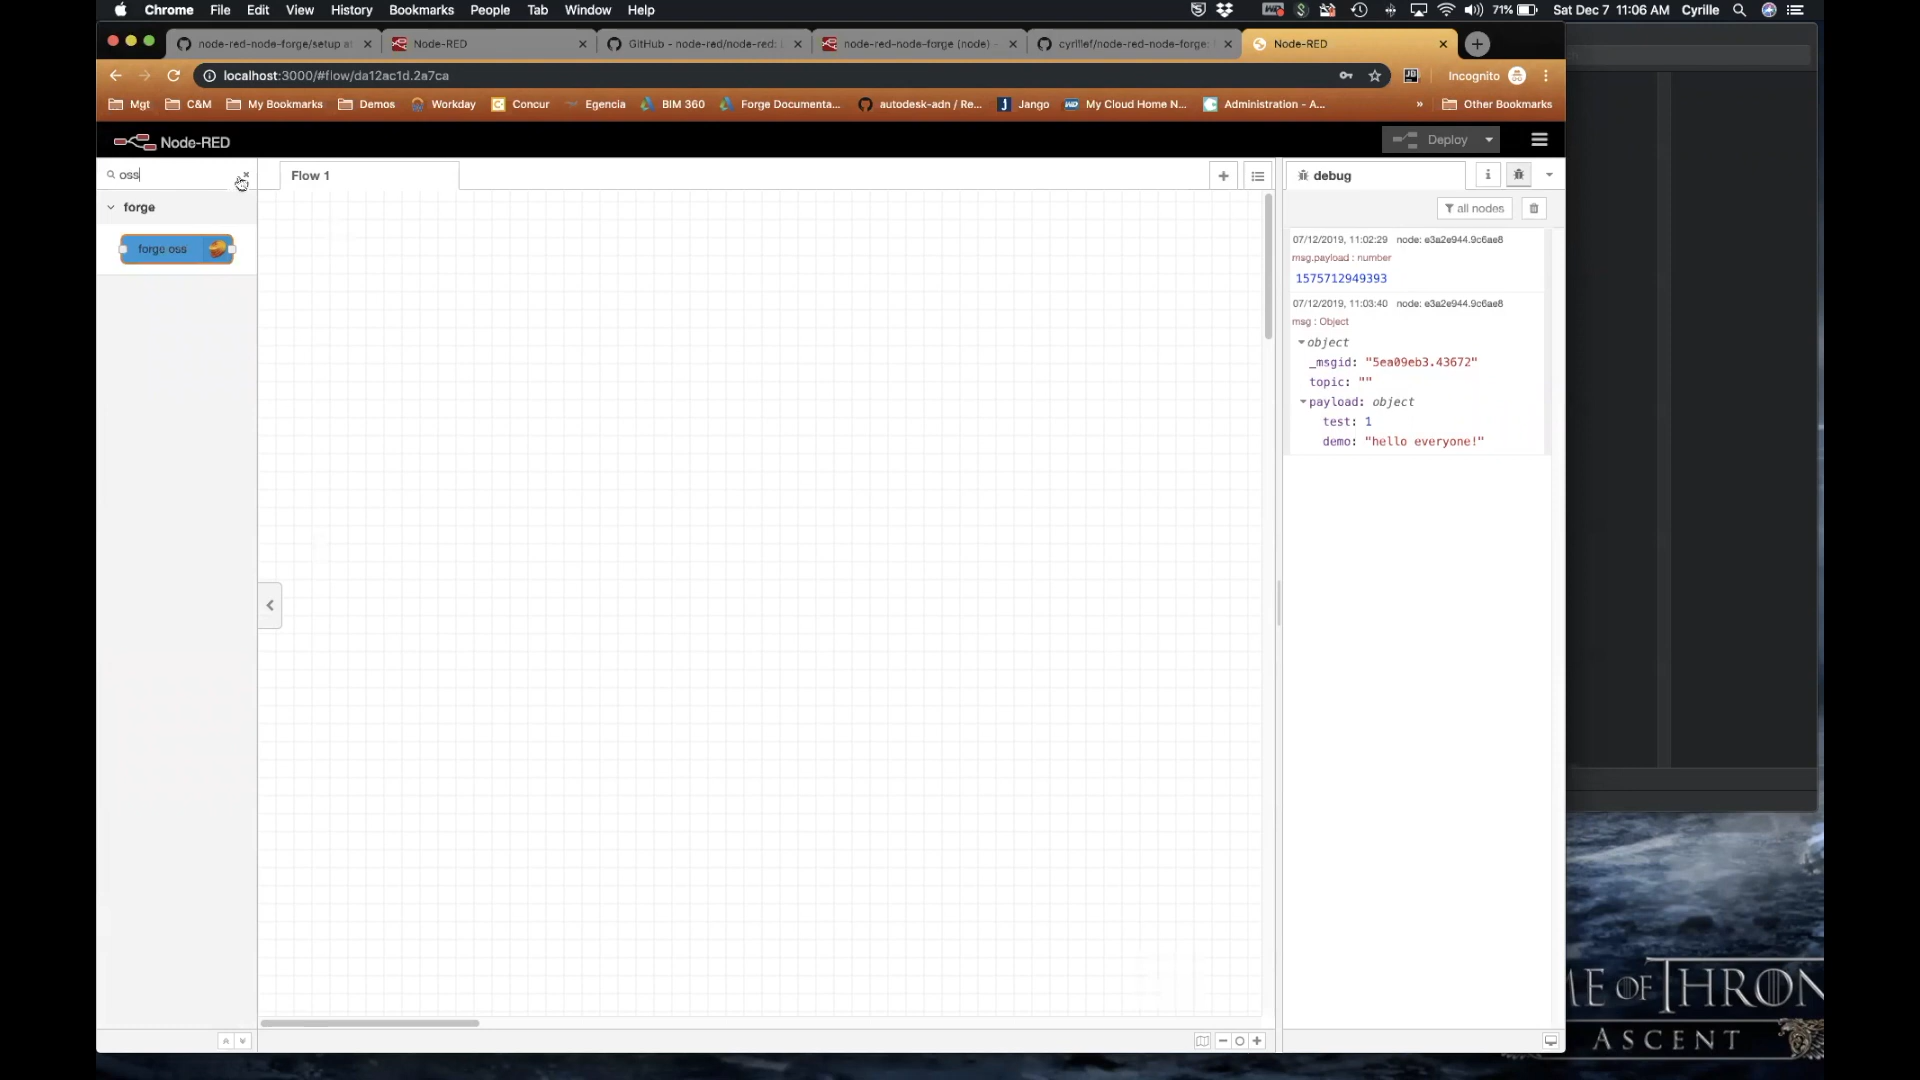 Chrome File Edit View History Bookmarks People Tab Window Help 71% Sat Dec 7 11:06 AM Cyrille
node-red-node-forge/setup at Node-RED GitHub - node-red/node-red: node-red-node-forge (node) - cyrillef/node-red-node-forge: Node-RED
localhost:3000/#flow/da12ac1d.2a7ca Incognito
Mgt C&M My Bookmarks Demos Workday Concur Egencia BIM 360 Forge Documenta... autodesk-adn / Re... Jango My Cloud Home N... Administration - A... » Other Bookmarks
Node-RED Deploy
oss Flow 1 debug
forge all nodes
forge oss
07/12/2019, 11:02:29 node: e3a2e944.9c6ae8
msg.payload : number
1575712949393
07/12/2019, 11:03:40 node: e3a2e944.9c6ae8
msg : Object
object
_msgid: "5ea09eb3.43672"
topic: ""
payload: object
test: 1
demo: "hello everyone!"
ME OF THRON
ASCENT